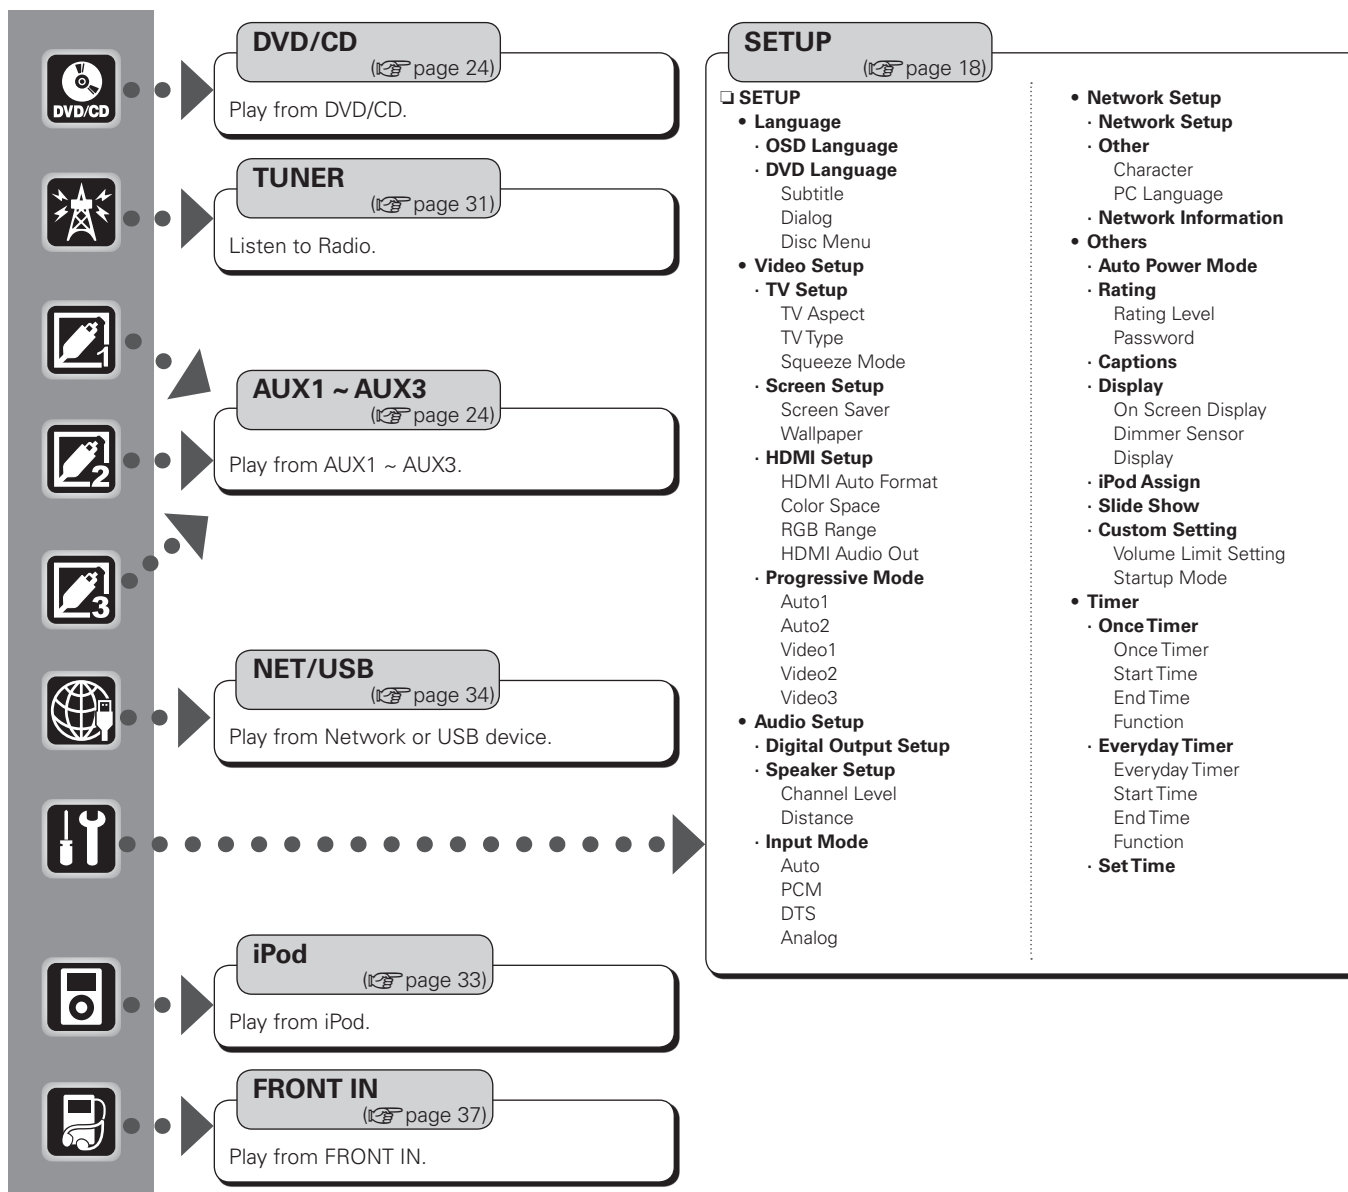 DVD/CD
DVD/CD
(☞ page 24)
Play from DVD/CD.
TUNER
(☞ page 31)
Listen to Radio.
1
2
3
AUX1 ~ AUX3
(☞ page 24)
Play from AUX1 ~ AUX3.
NET/USB
(☞ page 34)
Play from Network or USB device.
iPod
(☞ page 33)
Play from iPod.
FRONT IN
(☞ page 37)
Play from FRONT IN.
SETUP
(☞ page 18)
❏ SETUP
• Language
· OSD Language
· DVD Language
Subtitle
Dialog
Disc Menu
• Video Setup
· TV Setup
TV Aspect
TV Type
Squeeze Mode
· Screen Setup
Screen Saver
Wallpaper
· HDMI Setup
HDMI Auto Format
Color Space
RGB Range
HDMI Audio Out
· Progressive Mode
Auto1
Auto2
Video1
Video2
Video3
• Audio Setup
· Digital Output Setup
· Speaker Setup
Channel Level
Distance
· Input Mode
Auto
PCM
DTS
Analog
• Network Setup
· Network Setup
· Other
Character
PC Language
· Network Information
• Others
· Auto Power Mode
· Rating
Rating Level
Password
· Captions
· Display
On Screen Display
Dimmer Sensor
Display
· iPod Assign
· Slide Show
· Custom Setting
Volume Limit Setting
Startup Mode
• Timer
· Once Timer
Once Timer
Start Time
End Time
Function
· Everyday Timer
Everyday Timer
Start Time
End Time
Function
· Set Time